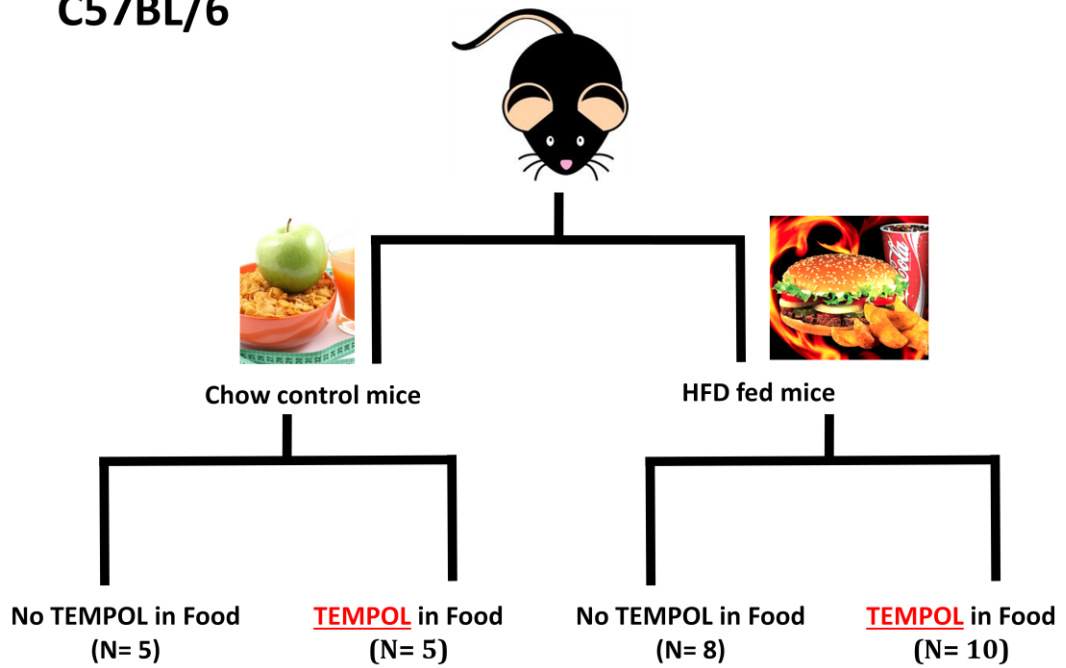 C57BL/6
Cola
Chow control mice
HFD fed mice
No TEMPOL in Food
(N= 5)
TEMPOL in Food
(N= 5)
No TEMPOL in Food
(N= 8)
TEMPOL in Food
(N= 10)